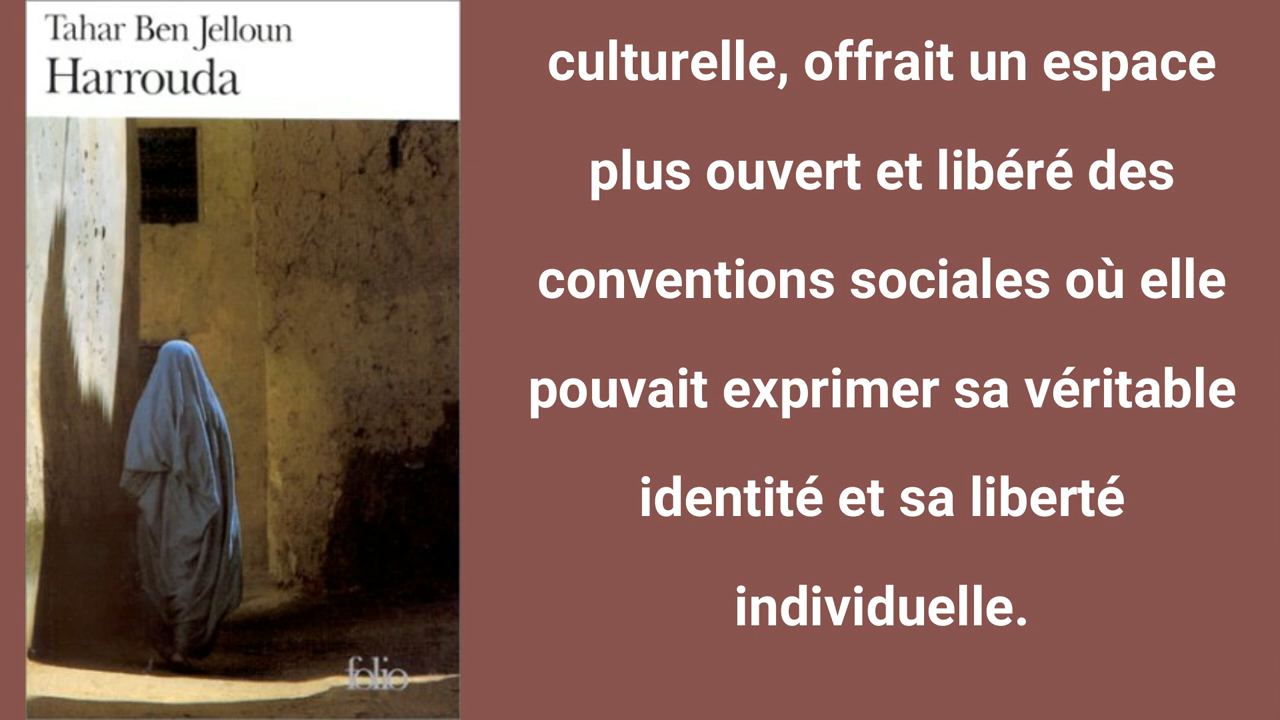 Tahar Ben Jelloun
Harrouda
folio
culturelle, offrait un espace
plus ouvert et libéré des
conventions sociales où elle
pouvait exprimer sa véritable
identité et sa liberté
individuelle.